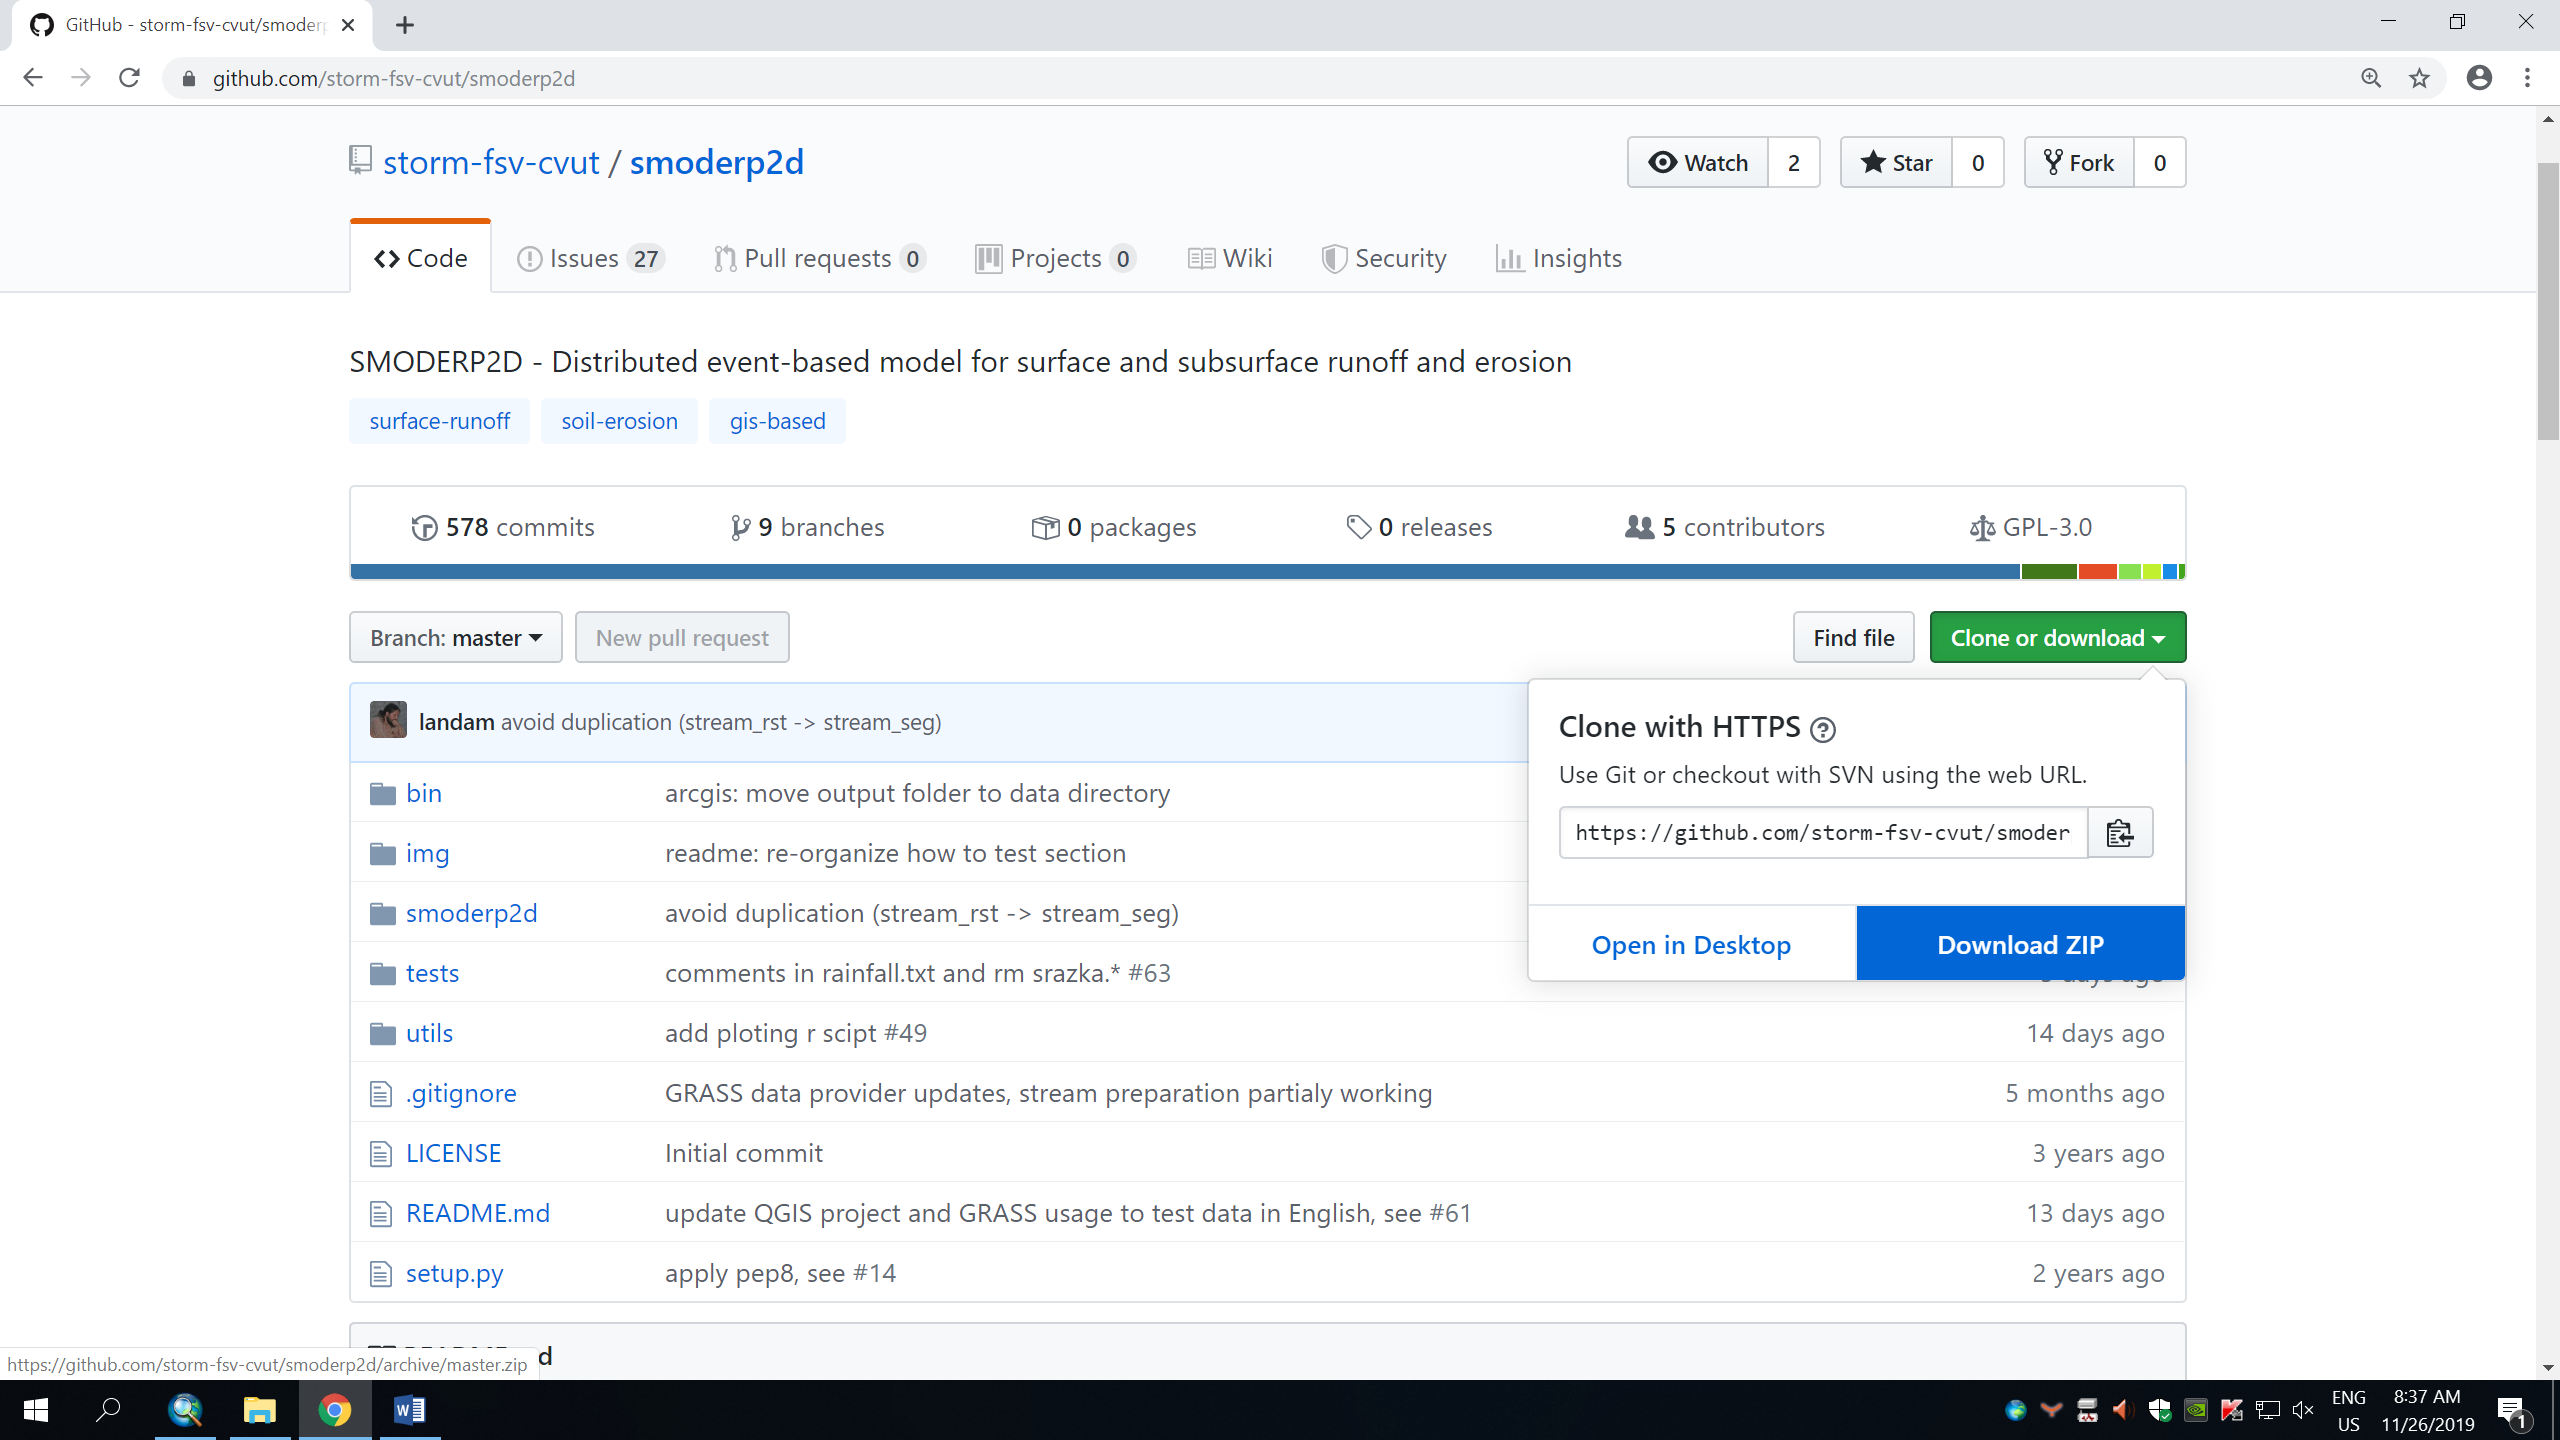 GitHub - storm-fsv-cvut/smoderp
github.com/storm-fsv-cvut/smoderp2d
storm-fsv-cvut / smoderp2d
Watch 2 Star 0 Fork 0
Code Issues 27 Pull requests 0 Projects 0 Wiki Security Insights
SMODERP2D - Distributed event-based model for surface and subsurface runoff and erosion
surface-runoff soil-erosion gis-based
578 commits 9 branches 0 packages 0 releases 5 contributors GPL-3.0
Branch: master New pull request Find file Clone or download
landam avoid duplication (stream_rst -> stream_seg)
Clone with HTTPS
Use Git or checkout with SVN using the web URL.
https://github.com/storm-fsv-cvut/smoder
Open in Desktop Download ZIP
bin arcgis: move output folder to data directory
img readme: re-organize how to test section
smoderp2d avoid duplication (stream_rst -> stream_seg)
tests comments in rainfall.txt and rm srazka.* #63
utils add ploting r scipt #49 14 days ago
.gitignore GRASS data provider updates, stream preparation partialy working 5 months ago
LICENSE Initial commit 3 years ago
README.md update QGIS project and GRASS usage to test data in English, see #61 13 days ago
setup.py apply pep8, see #14 2 years ago
https://github.com/storm-fsv-cvut/smoderp2d/archive/master.zip
ENG 8:37 AM
US 11/26/2019
1